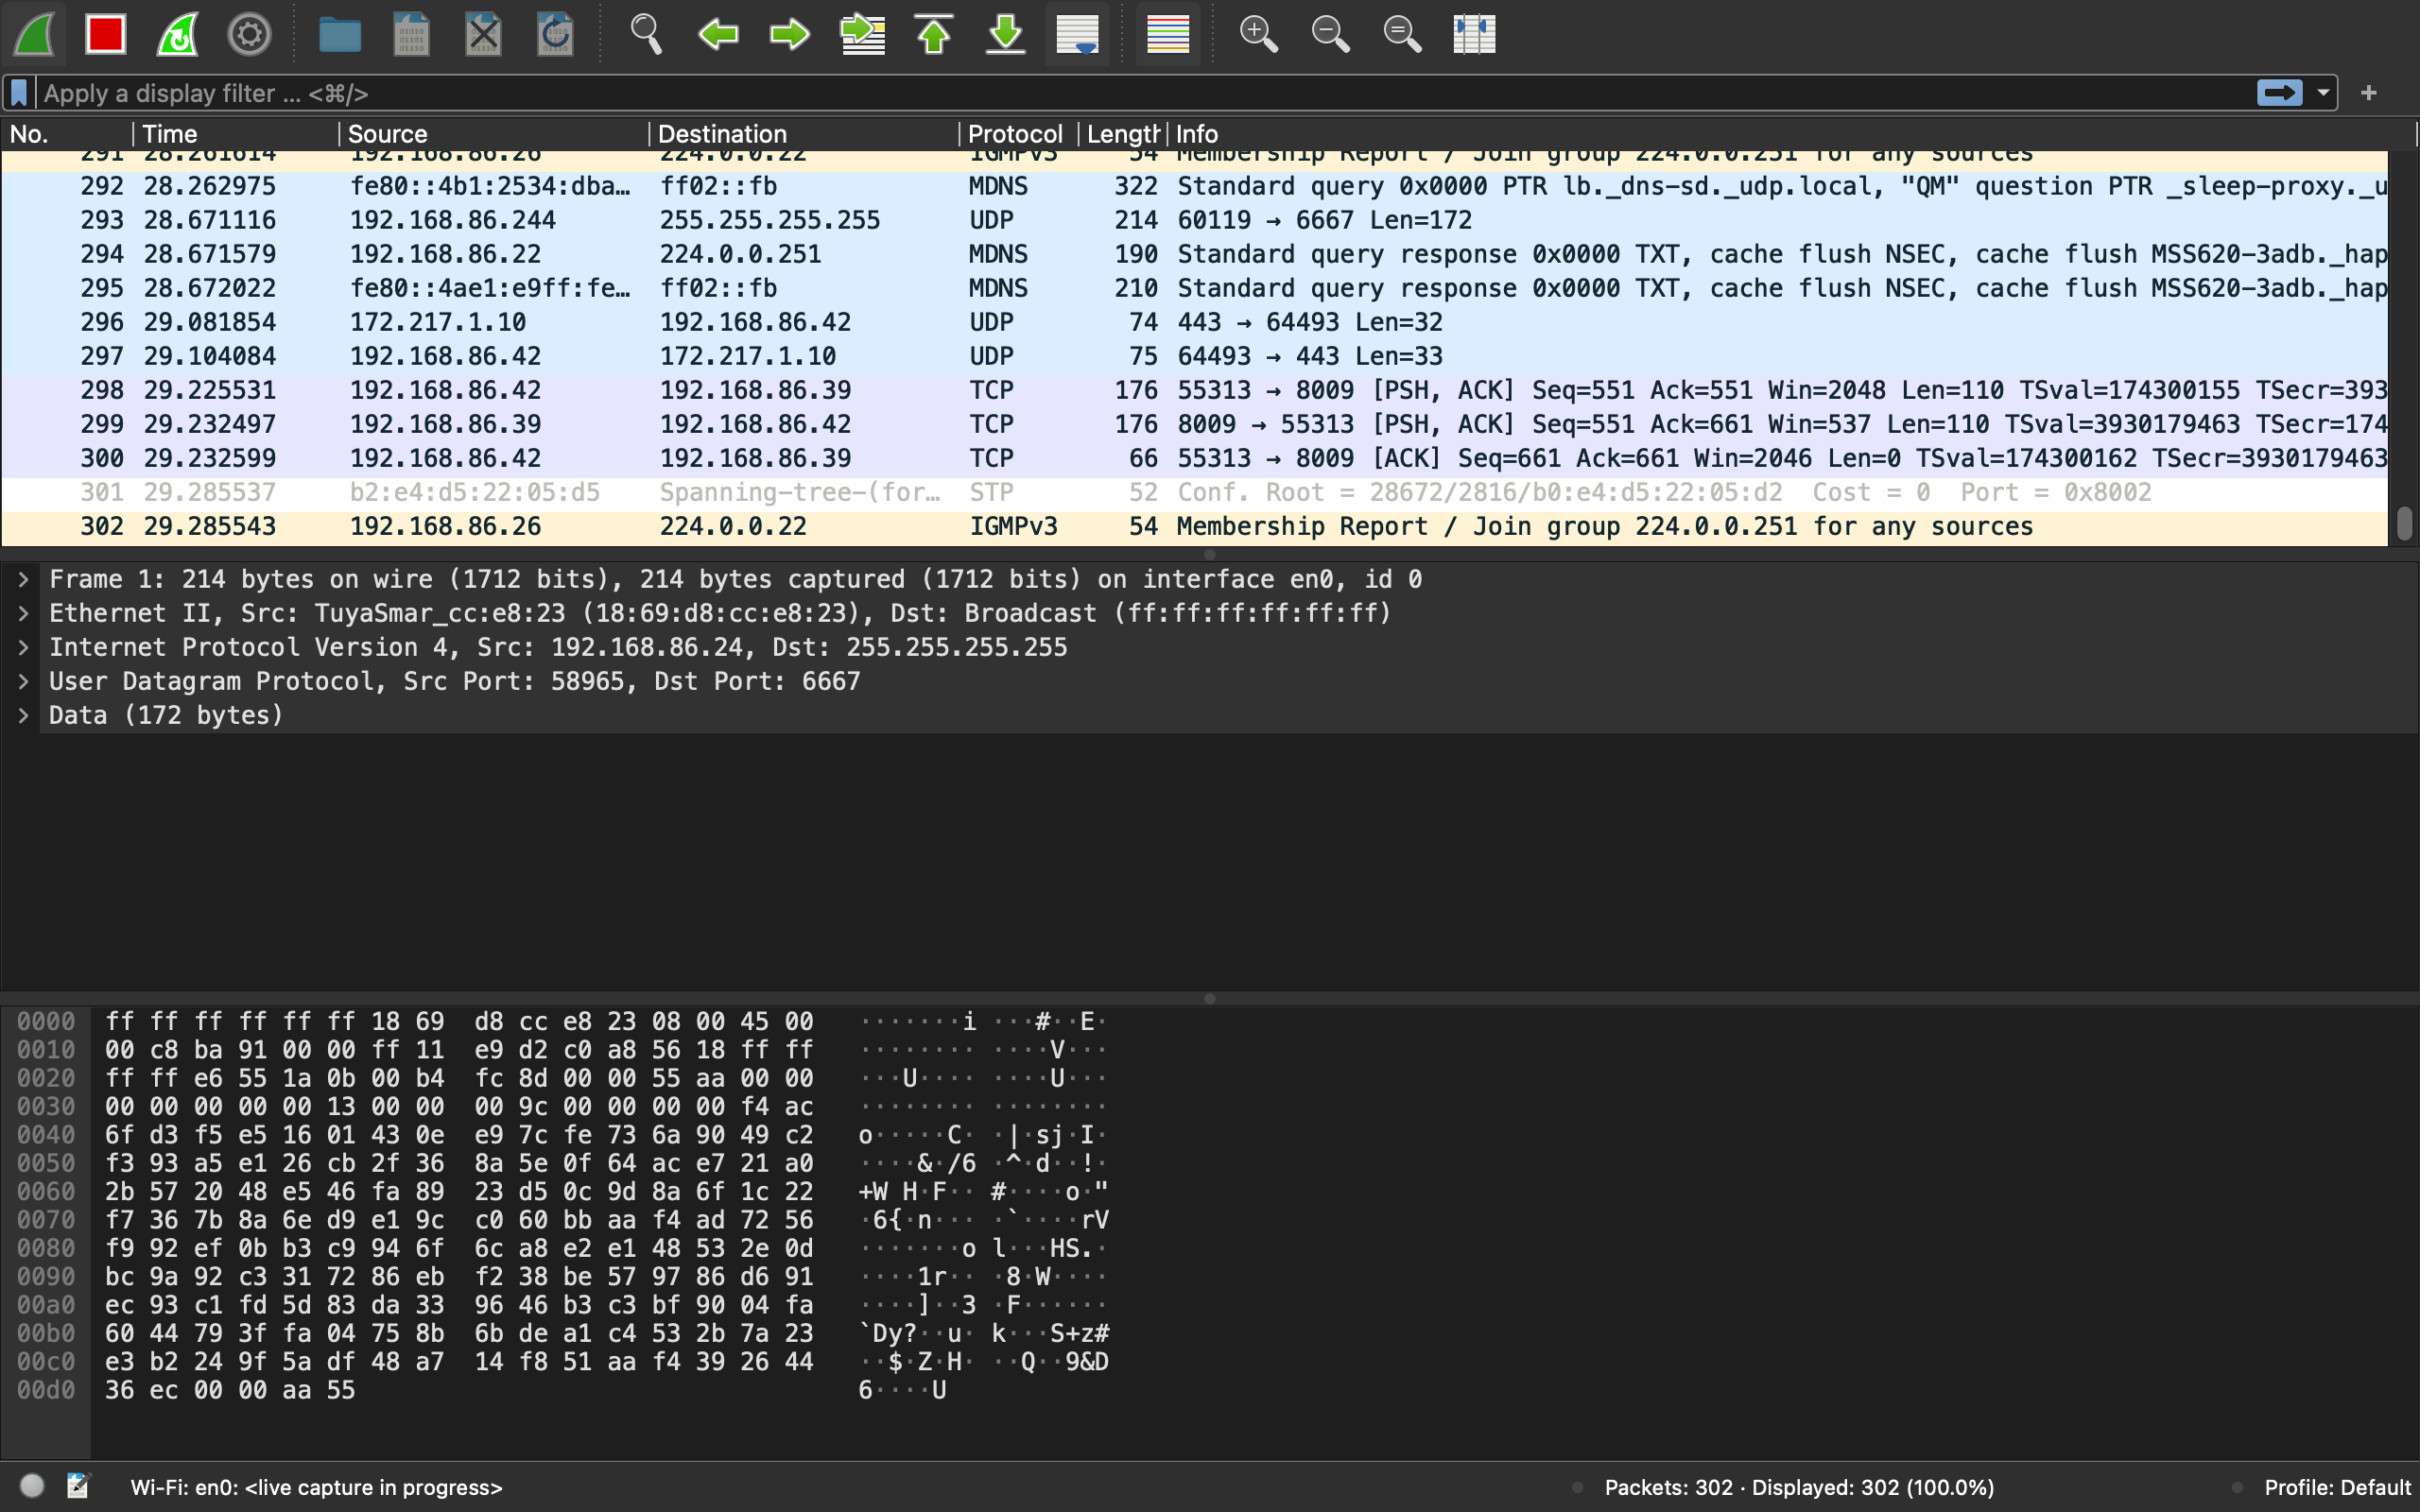 Apply a display filter ... <⌘/>
No. Time Source Destination Protocol Length Info
291 28.261614 192.168.86.26 224.0.0.22 IGMPv3 54 Membership Report / Join group 224.0.0.251 for any sources
292 28.262975 fe80::4b1:2534:dba… ff02::fb MDNS 322 Standard query 0x0000 PTR lb._dns-sd._udp.local, "QM" question PTR _sleep-proxy._u
293 28.671116 192.168.86.244 255.255.255.255 UDP 214 60119 → 6667 Len=172
294 28.671579 192.168.86.22 224.0.0.251 MDNS 190 Standard query response 0x0000 TXT, cache flush NSEC, cache flush MSS620-3adb._hap
295 28.672022 fe80::4ae1:e9ff:fe… ff02::fb MDNS 210 Standard query response 0x0000 TXT, cache flush NSEC, cache flush MSS620-3adb._hap
296 29.081854 172.217.1.10 192.168.86.42 UDP 74 443 → 64493 Len=32
297 29.104084 192.168.86.42 172.217.1.10 UDP 75 64493 → 443 Len=33
298 29.225531 192.168.86.42 192.168.86.39 TCP 176 55313 → 8009 [PSH, ACK] Seq=551 Ack=551 Win=2048 Len=110 TSval=174300155 TSecr=393
299 29.232497 192.168.86.39 192.168.86.42 TCP 176 8009 → 55313 [PSH, ACK] Seq=551 Ack=661 Win=537 Len=110 TSval=3930179463 TSecr=174
300 29.232599 192.168.86.42 192.168.86.39 TCP 66 55313 → 8009 [ACK] Seq=661 Ack=661 Win=2046 Len=0 TSval=174300162 TSecr=3930179463
301 29.285537 b2:e4:d5:22:05:d5 Spanning-tree-(for… STP 52 Conf. Root = 28672/2816/b0:e4:d5:22:05:d2  Cost = 0  Port = 0x8002
302 29.285543 192.168.86.26 224.0.0.22 IGMPv3 54 Membership Report / Join group 224.0.0.251 for any sources
Frame 1: 214 bytes on wire (1712 bits), 214 bytes captured (1712 bits) on interface en0, id 0
Ethernet II, Src: TuyaSmar_cc:e8:23 (18:69:d8:cc:e8:23), Dst: Broadcast (ff:ff:ff:ff:ff:ff)
Internet Protocol Version 4, Src: 192.168.86.24, Dst: 255.255.255.255
User Datagram Protocol, Src Port: 58965, Dst Port: 6667
Data (172 bytes)
0000 ff ff ff ff ff ff 18 69 d8 cc e8 23 08 00 45 00 ·······i ···#··E·
0010 00 c8 ba 91 00 00 ff 11 e9 d2 c0 a8 56 18 ff ff ········ ····V···
0020 ff ff e6 55 1a 0b 00 b4 fc 8d 00 00 55 aa 00 00 ···U···· ····U···
0030 00 00 00 00 00 13 00 00 00 9c 00 00 00 00 f4 ac ········ ········
0040 6f d3 f5 e5 16 01 43 0e e9 7c fe 73 6a 90 49 c2 o·····C· ·|·sj·I·
0050 f3 93 a5 e1 26 cb 2f 36 8a 5e 0f 64 ac e7 21 a0 ····&·/6 ·^·d··!·
0060 2b 57 20 48 e5 46 fa 89 23 d5 0c 9d 8a 6f 1c 22 +W H·F·· #····o·"
0070 f7 36 7b 8a 6e d9 e1 9c c0 60 bb aa f4 ad 72 56 ·6{·n··· ·`····rV
0080 f9 92 ef 0b b3 c9 94 6f 6c a8 e2 e1 48 53 2e 0d ·······o l···HS.·
0090 bc 9a 92 c3 31 72 86 eb f2 38 be 57 97 86 d6 91 ····1r·· ·8·W····
00a0 ec 93 c1 fd 5d 83 da 33 96 46 b3 c3 bf 90 04 fa ····]··3 ·F······
00b0 60 44 79 3f fa 04 75 8b 6b de a1 c4 53 2b 7a 23 `Dy?··u· k···S+z#
00c0 e3 b2 24 9f 5a df 48 a7 14 f8 51 aa f4 39 26 44 ··$·Z·H· ··Q··9&D
00d0 36 ec 00 00 aa 55 6····U
Wi-Fi: en0: <live capture in progress>
Packets: 302 · Displayed: 302 (100.0%)
Profile: Default